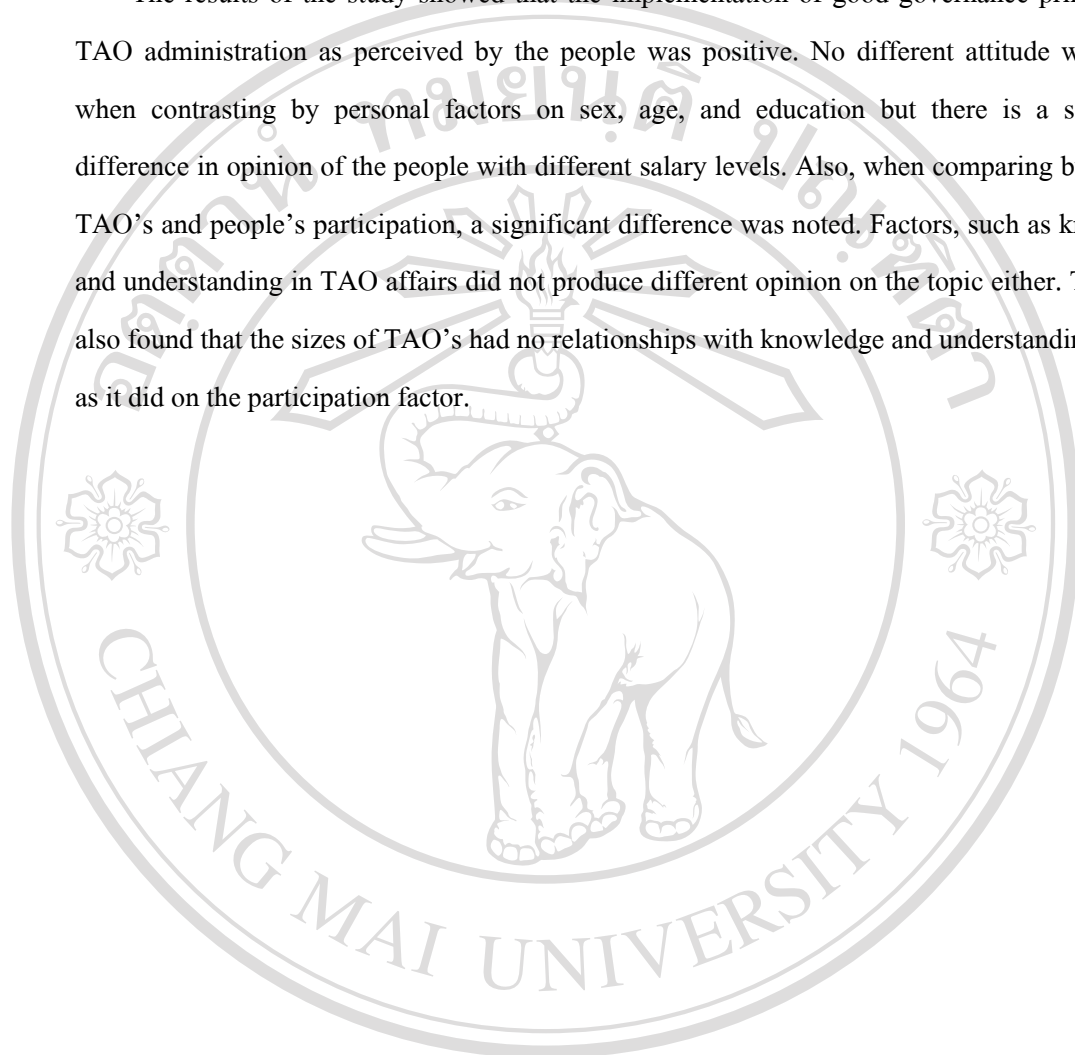 The results of the study showed that the implementation of good governance
TAO administration as perceived by the people was positive. No different attitude
when contrasting by personal factors on sex, age, and education but there is a
difference in opinion of the people with different salary levels. Also, when comparing
TAO’s and people’s participation, a significant difference was noted. Factors, such as
and understanding in TAO affairs did not produce different opinion on the topic either.
also found that the sizes of TAO’s had no relationships with knowledge and
as it did on the participation factor.
CHIANG MAI UNIVERSITY 1964